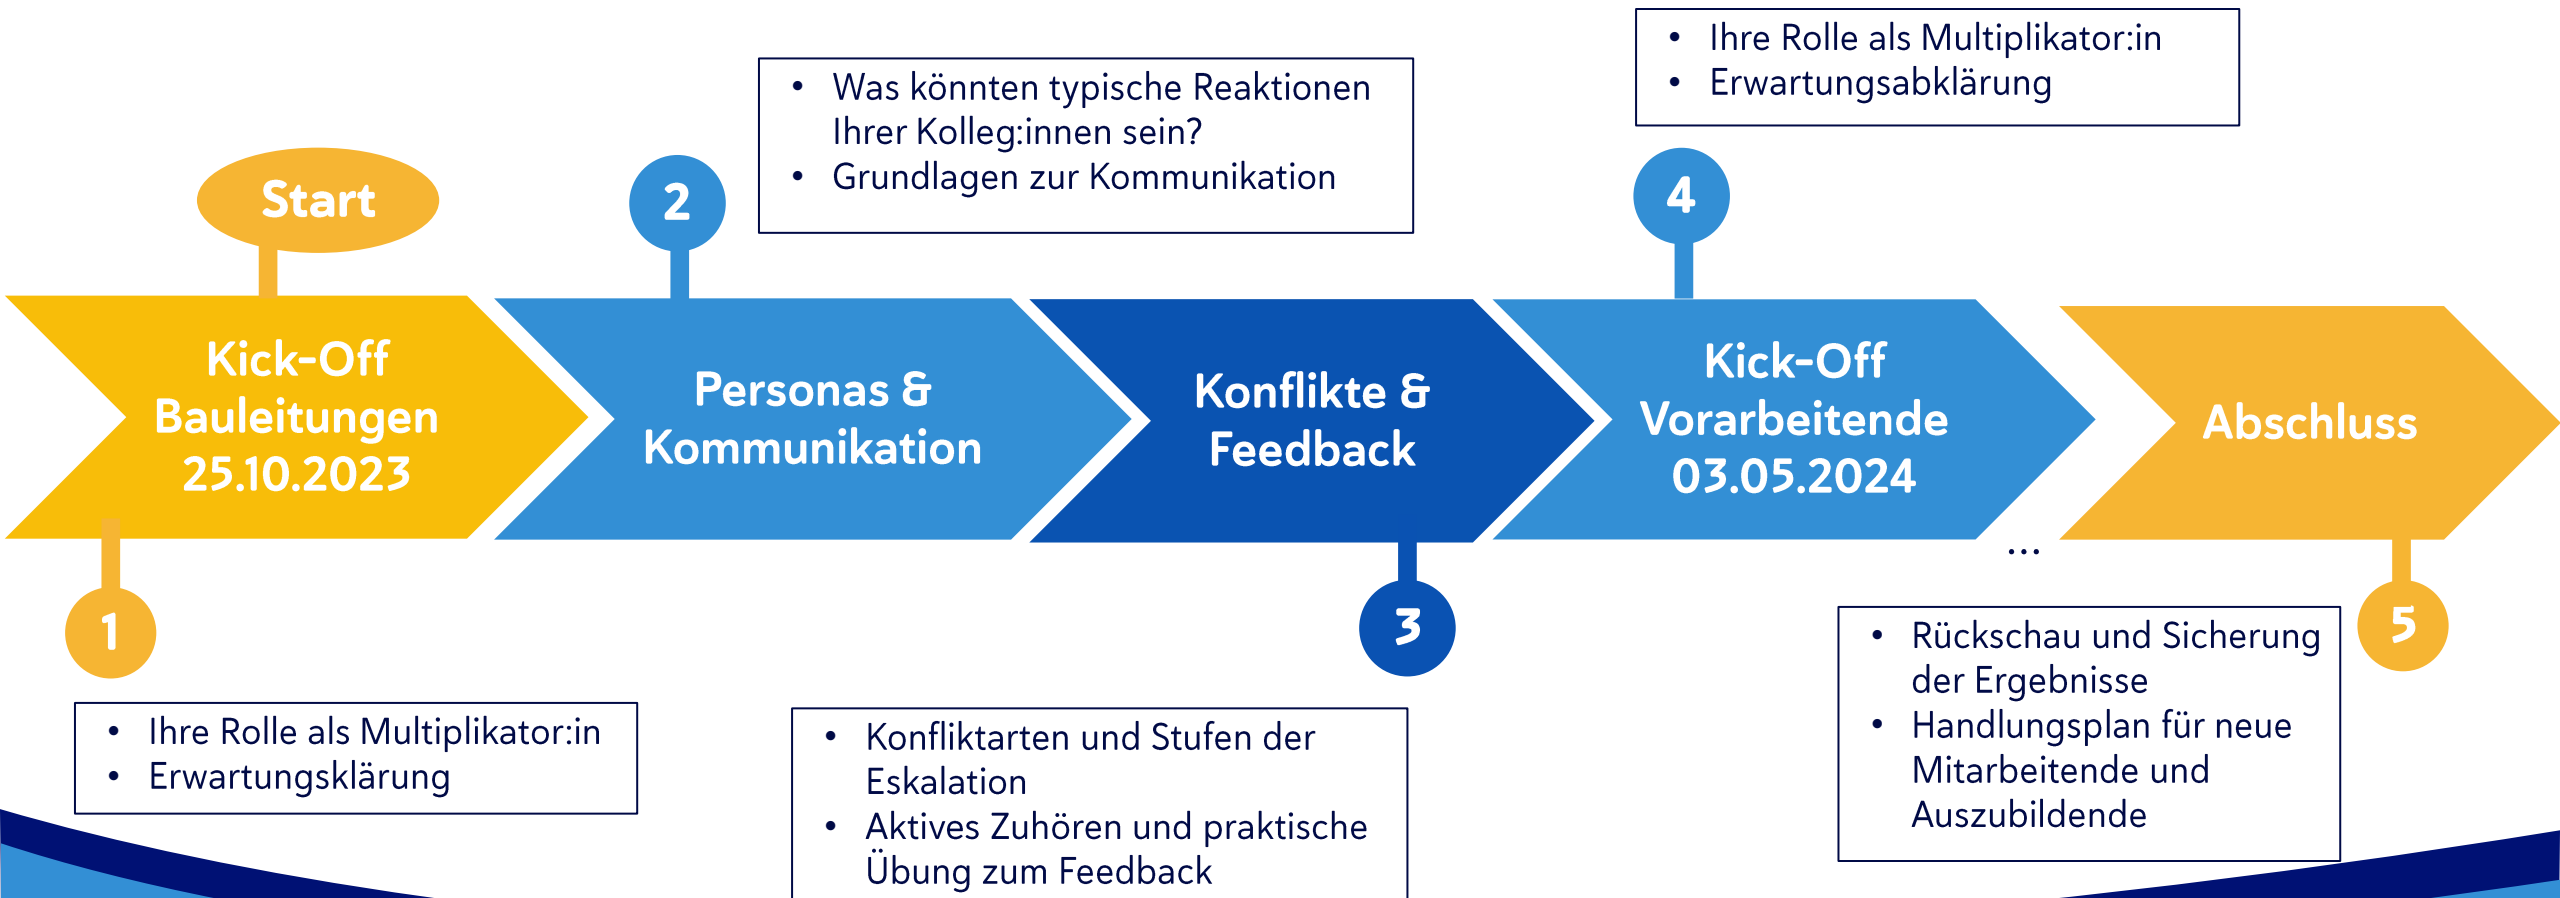 • Ihre Rolle als Multiplikator:in
• Erwartungsabklärung
• Was könnten typische Reaktionen
Ihrer Kolleg:innen sein?
• Grundlagen zur Kommunikation
Start
2
4
Kick-Off
Bauleitungen
25.10.2023
Personas &
Kommunikation
Konflikte &
Feedback
Kick-Off
Vorarbeitende
03.05.2024
Abschluss
...
1
3
5
• Ihre Rolle als Multiplikator:in
• Erwartungsklärung
• Konfliktarten und Stufen der
Eskalation
• Aktives Zuhören und praktische
Übung zum Feedback
• Rückschau und Sicherung
der Ergebnisse
• Handlungsplan für neue
Mitarbeitende und
Auszubildende